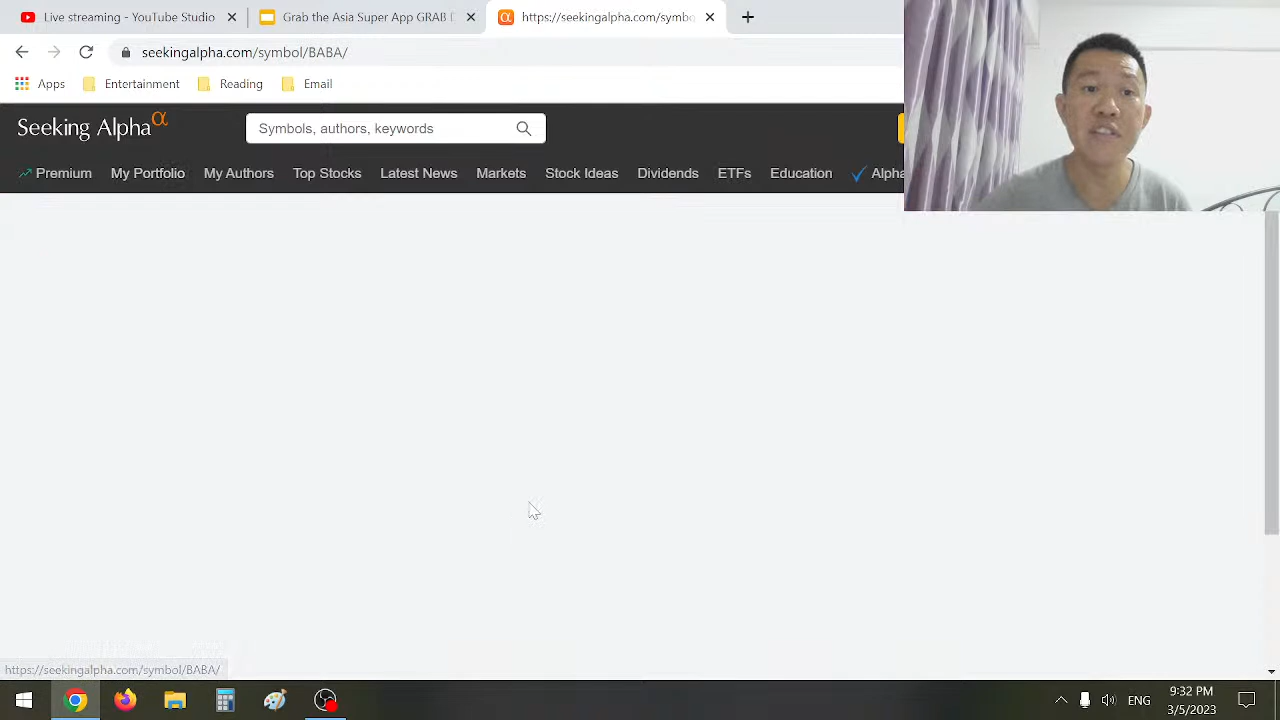 Live streaming - YouTube Studio
Grab the Asia Super App GRAB
https://seekingalpha.com/symbo
seekingalpha.com/symbol/BABA/
Apps
Entertainment
Reading
Email
Seeking Alpha α
Symbols, authors, keywords
Premium
My Portfolio
My Authors
Top Stocks
Latest News
Markets
Stock Ideas
Dividends
ETFs
Education
Alpha
https://seekingalpha.com/symbol/BABA/
ENG
9:32 PM
3/5/2023